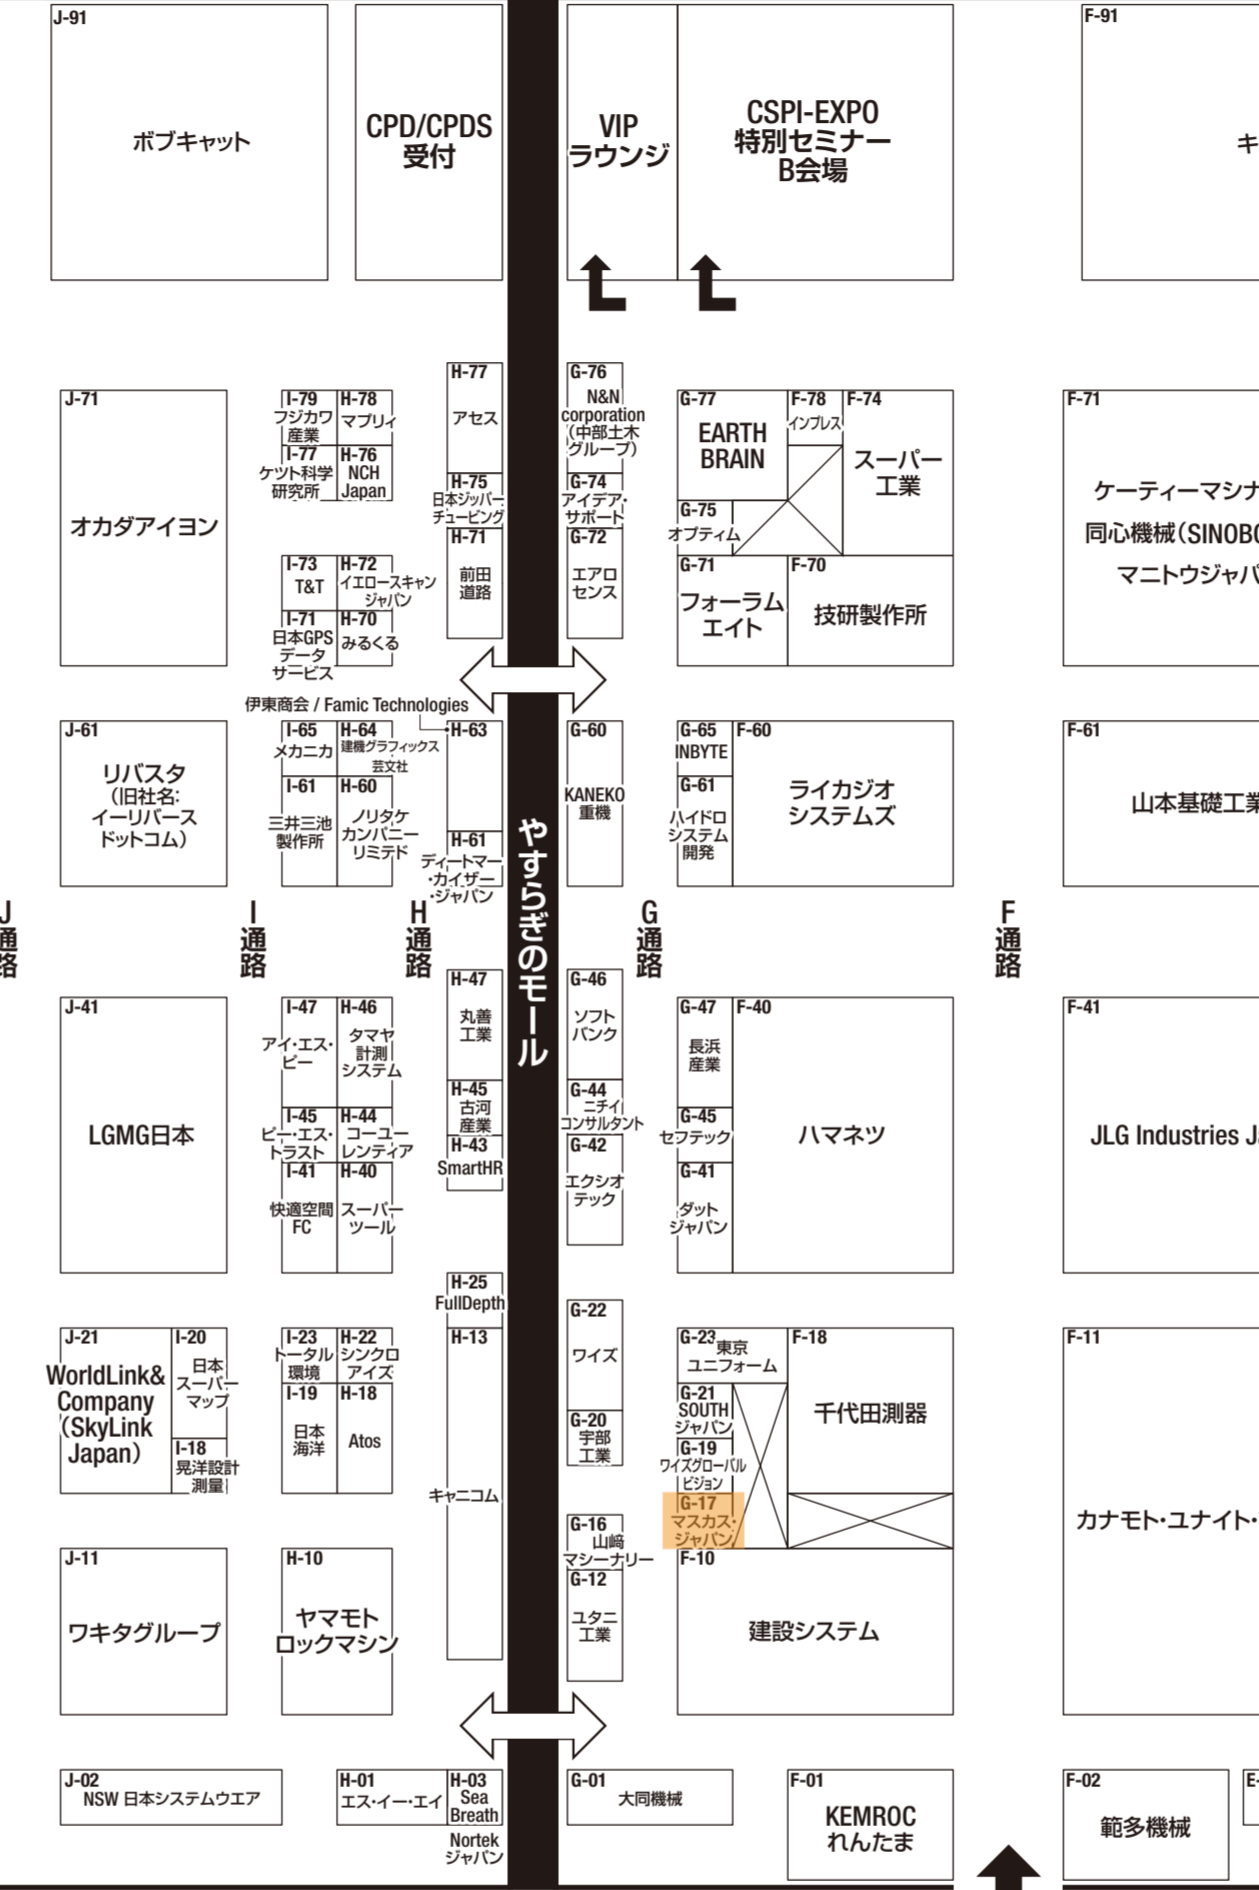 J-91
ボブキャット
CPD/CPDS
受付
VIP
ラウンジ
CSPI-EXPO
特別セミナー
B会場
F-91
キ
J-71
オカダアイヨン
I-79
フジカワ
産業
H-78
マブリィ
I-77
ケツト科学
研究所
H-76
NCH
Japan
H-77
アセス
H-75
日本ジッパー
チュービング
H-71
前田
道路
I-73
T&T
H-72
イエロースキャン
ジャパン
I-71
日本GPS
データ
サービス
H-70
みるくる
G-76
N&N
corporation
(中部土木
グループ)
G-74
アイデア・
サポート
G-72
エアロ
センス
G-77
EARTH
BRAIN
F-78
インプレス
F-74
スーパー
工業
G-75
オプティム
G-71
フォーラム
エイト
F-70
技研製作所
F-71
ケーティーマシナ
同心機械(SINOBO
マニトウジャパ
伊東商会 / Famic Technologies
J-61
リバスタ
(旧社名:
イーリバース
ドットコム)
I-65
メカニカ
H-64
建機グラフィックス
芸文社
I-61
三井三池
製作所
H-60
ノリタケ
カンパニー
リミテド
H-63
H-61
ディートマー
・カイザー
・ジャパン
G-60
KANEKO
重機
G-65
INBYTE
G-61
ハイドロ
システム
開発
F-60
ライカジオ
システムズ
F-61
山本基礎工業
やすらぎのモール
J通路
I通路
H通路
G通路
F通路
J-41
LGMG日本
I-47
アイ・エス・
ピー
H-46
タマヤ
計測
システム
I-45
ピー・エス・
トラスト
H-44
コーユー
レンティア
I-41
快適空間
FC
H-40
スーパー
ツール
H-47
丸善
工業
H-45
古河
産業
H-43
SmartHR
G-46
ソフト
バンク
G-44
ニチイ
コンサルタント
G-42
エクシオ
テック
G-47
長浜
産業
G-45
セフテック
G-41
ダット
ジャパン
F-40
ハマネツ
F-41
JLG Industries J
J-21
WorldLink&
Company
(SkyLink
Japan)
I-20
日本
スーパー
マップ
I-18
晃洋設計
測量
I-23
トータル
環境
H-22
シンクロ
アイズ
I-19
日本
海洋
H-18
Atos
H-25
FullDepth
H-13
キャニコム
G-22
ワイズ
G-20
宇部
工業
G-16
山﨑
マシーナリー
G-12
ユタニ
工業
G-23
東京
ユニフォーム
G-21
SOUTH
ジャパン
G-19
ワイズグローバル
ビジョン
G-17
マスカス・
ジャパン
F-18
千代田測器
F-10
建設システム
F-11
カナモト・ユナイト・
J-11
ワキタグループ
H-10
ヤマモト
ロックマシン
J-02
NSW 日本システムウエア
H-01
エス・イー・エイ
H-03
Sea
Breath
Nortek
ジャパン
G-01
大同機械
F-01
KEMROC
れんたま
F-02
範多機械
E-